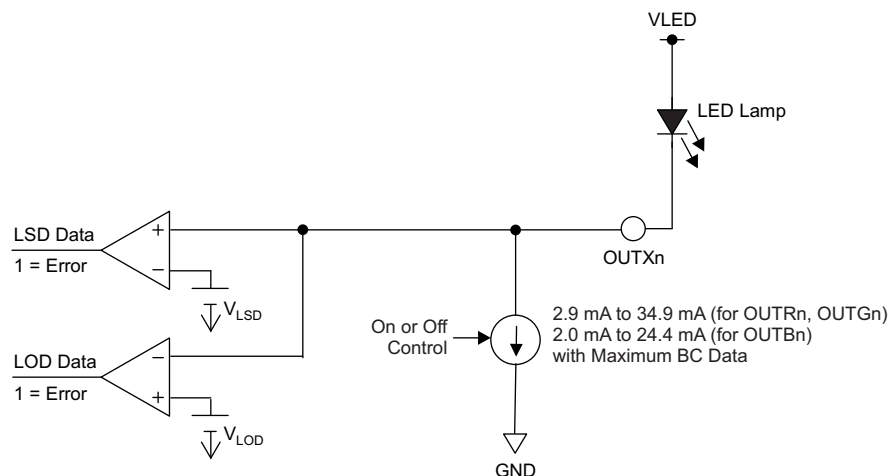 VLED
LED Lamp
LSD Data
1 = Error
+
−
VLSD
OUTXn
On or Off
Control
2.9 mA to 34.9 mA (for OUTRn, OUTGn)
2.0 mA to 24.4 mA (for OUTBn)
with Maximum BC Data
LOD Data
1 = Error
−
+
VLOD
GND